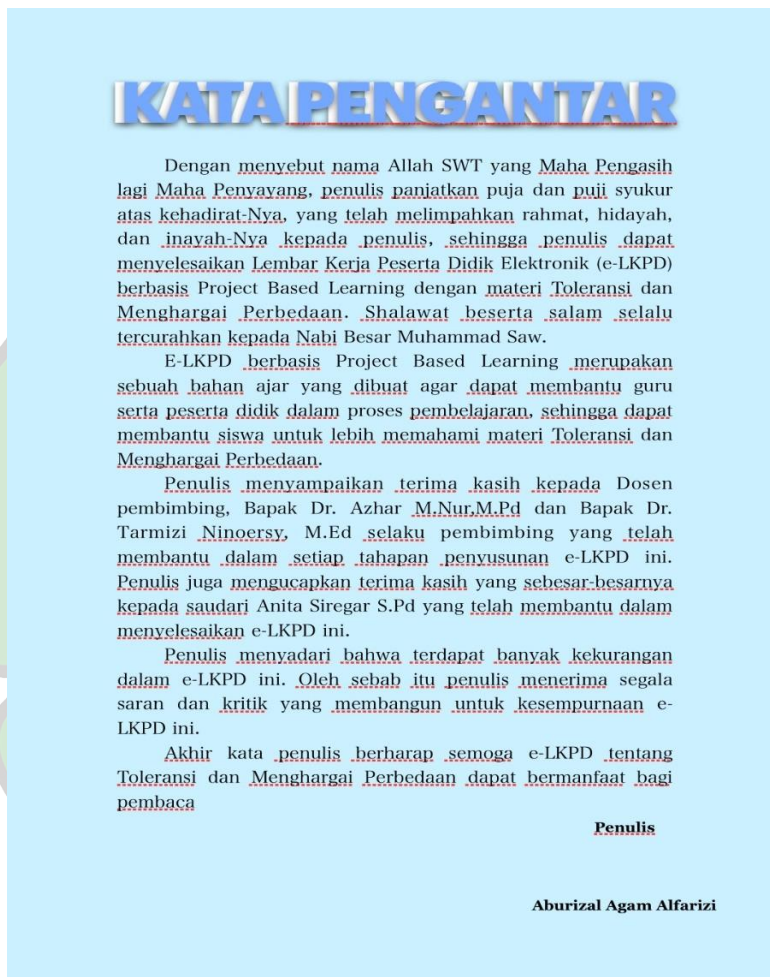 KATA PENGANTAR
Dengan menyebut nama Allah SWT yang Maha Pengasih
lagi Maha Penyayang, penulis panjatkan puja dan puji syukur
atas kehadirat-Nya, yang telah melimpahkan rahmat, hidayah,
dan inayah-Nya kepada penulis, sehingga penulis dapat
menyelesaikan Lembar Kerja Peserta Didik Elektronik (e-LKPD)
berbasis Project Based Learning dengan materi Toleransi dan
Menghargai Perbedaan. Shalawat beserta salam selalu
tercurahkan kepada Nabi Besar Muhammad Saw.
E-LKPD berbasis Project Based Learning merupakan
sebuah bahan ajar yang dibuat agar dapat membantu guru
serta peserta didik dalam proses pembelajaran, sehingga dapat
membantu siswa untuk lebih memahami materi Toleransi dan
Menghargai Perbedaan.
Penulis menyampaikan terima kasih kepada Dosen
pembimbing, Bapak Dr. Azhar M.Nur,M.Pd dan Bapak Dr.
Tarmizi Ninoersy, M.Ed selaku pembimbing yang telah
membantu dalam setiap tahapan penyusunan e-LKPD ini.
Penulis juga mengucapkan terima kasih yang sebesar-besarnya
kepada saudari Anita Siregar S.Pd yang telah membantu dalam
menyelesaikan e-LKPD ini.
Penulis menyadari bahwa terdapat banyak kekurangan
dalam e-LKPD ini. Oleh sebab itu penulis menerima segala
saran dan kritik yang membangun untuk kesempurnaan e-
LKPD ini.
Akhir kata penulis berharap semoga e-LKPD tentang
Toleransi dan Menghargai Perbedaan dapat bermanfaat bagi
pembaca
Penulis
Aburizal Agam Alfarizi